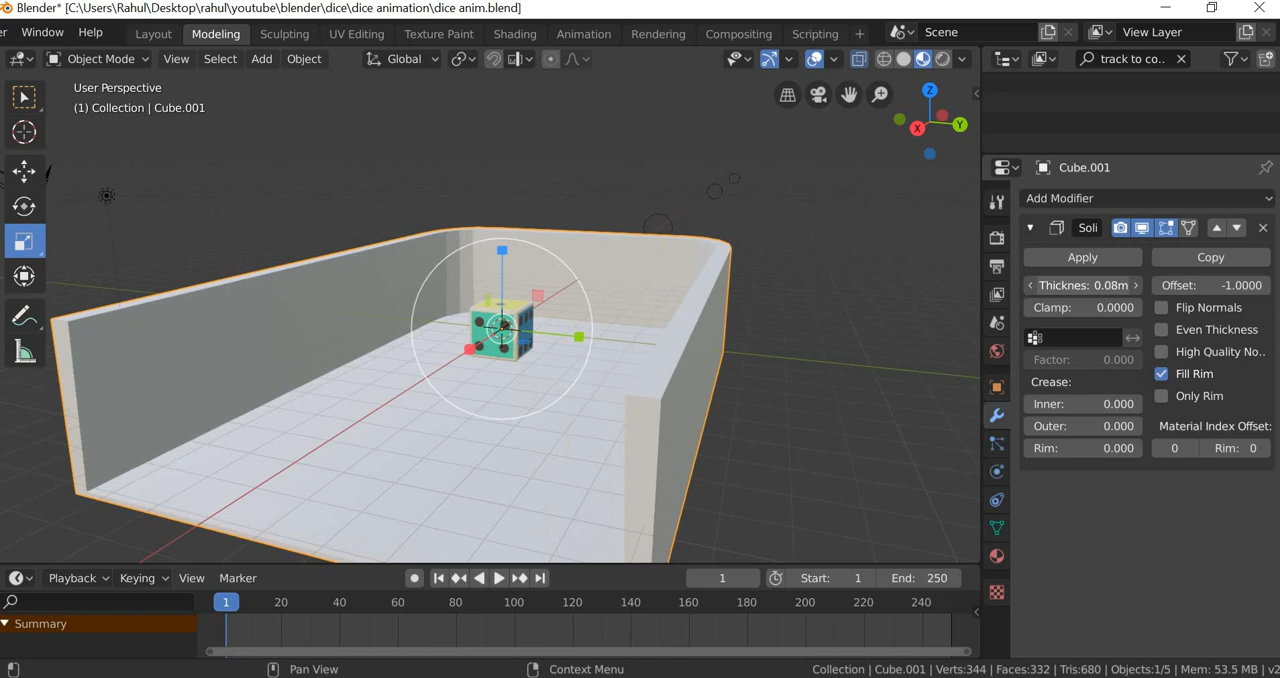 Blender* [C:\Users\Rahul\Desktop\rahul\youtube\blender\dice\dice animation\dice anim.blend]
Window Help Layout Modeling Sculpting UV Editing Texture Paint Shading Animation Rendering Compositing Scripting + Scene View Layer
Object Mode View Select Add Object Global track to co..
User Perspective
(1) Collection | Cube.001
Z
X Y
Cube.001
Add Modifier
Soli
Apply Copy
Thicknes: 0.08m Offset: -1.0000
Clamp: 0.0000 Flip Normals
Even Thickness
High Quality No..
Factor: 0.000 Fill Rim
Crease: Only Rim
Inner: 0.000
Outer: 0.000 Material Index Offset:
Rim: 0.000 0 Rim: 0
Playback Keying View Marker 1 Start: 1 End: 250
1 20 40 60 80 100 120 140 160 180 200 220 240
Summary
Pan View Context Menu Collection | Cube.001 | Verts:344 | Faces:332 | Tris:680 | Objects:1/5 | Mem: 53.5 MB | v2